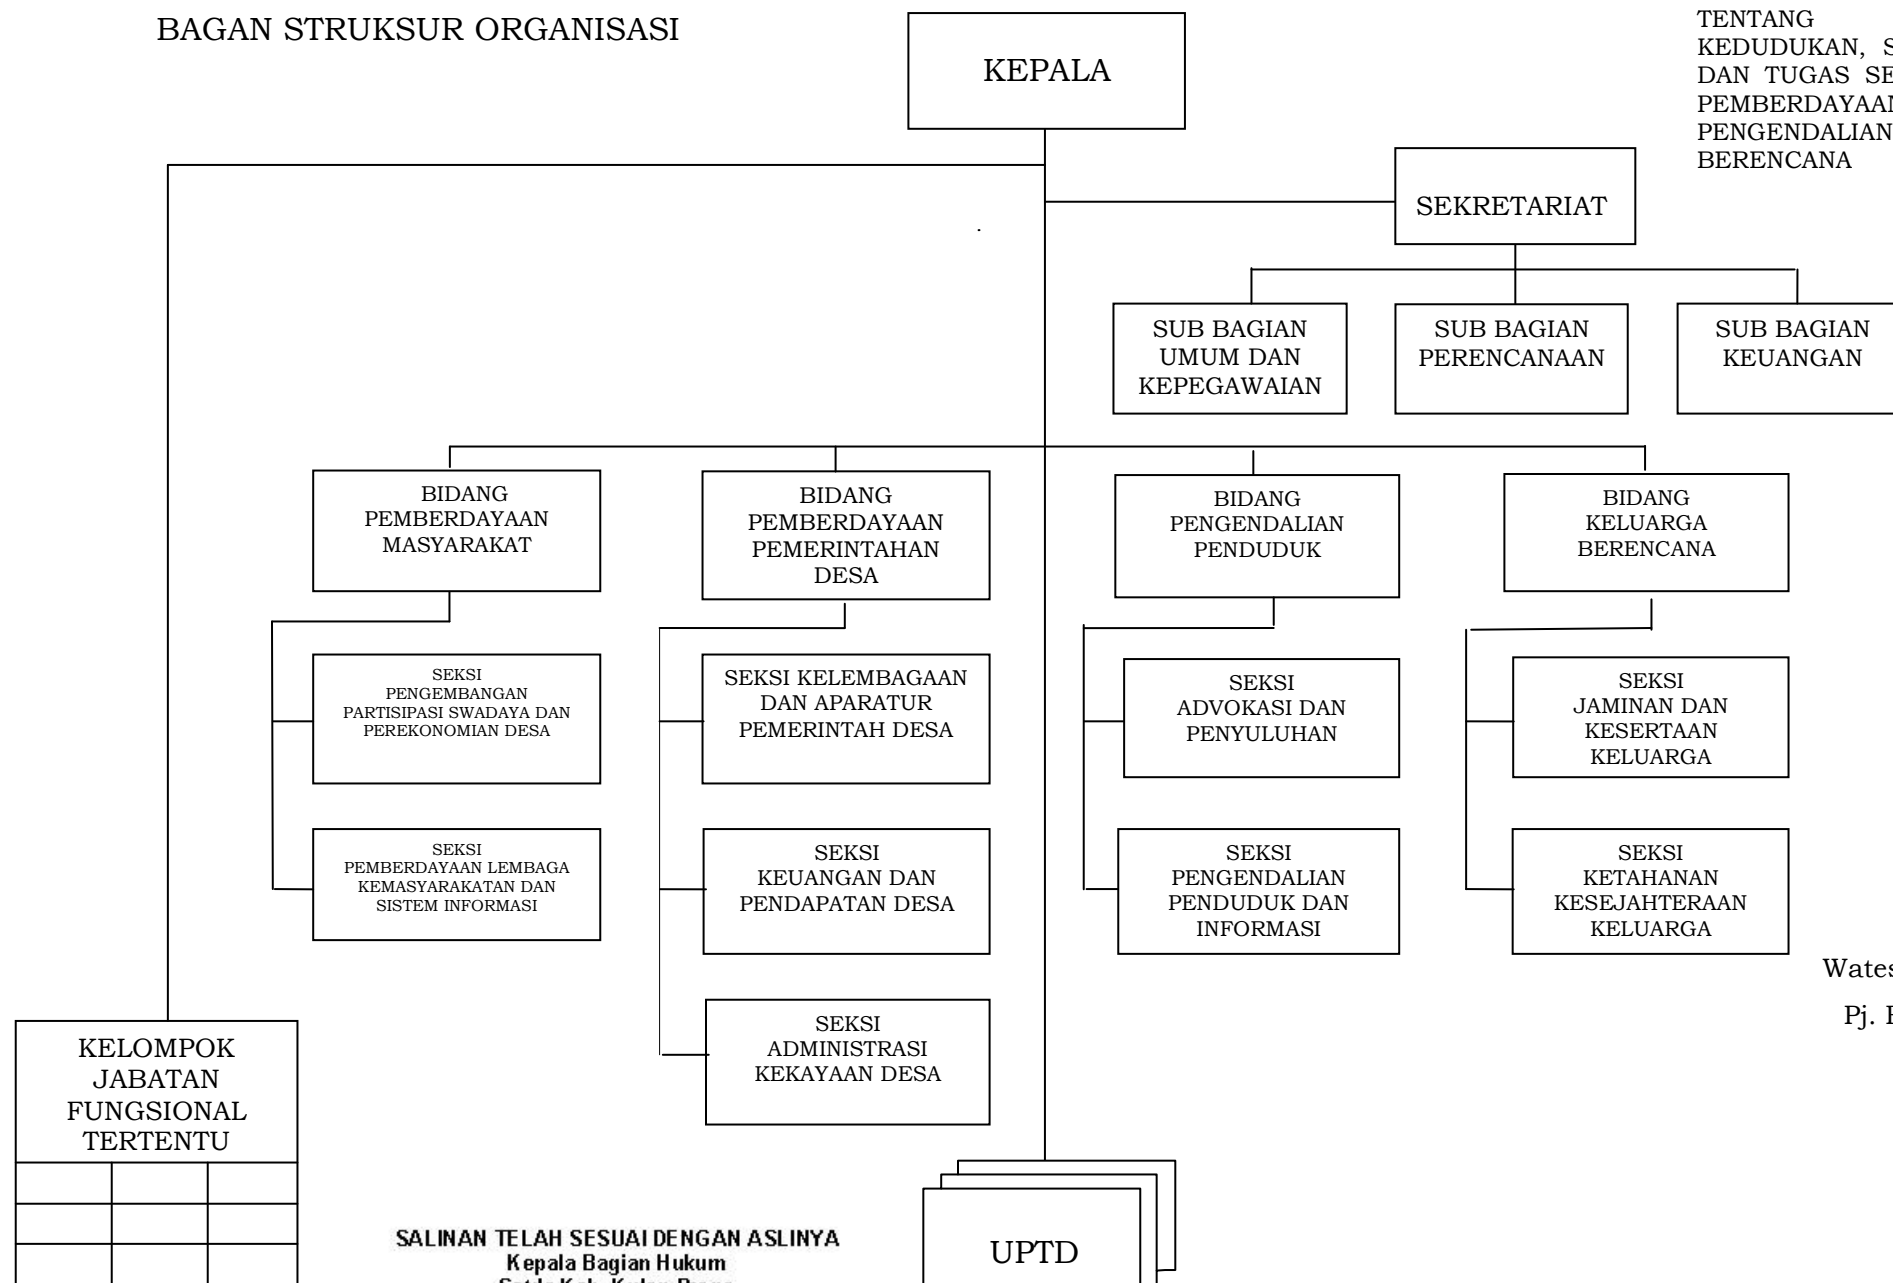 BAGAN STRUKSUR ORGANISASI
KEPALA
TENTANG
KEDUDUKAN,
DAN TUGAS
PENGENDALIAN
BERENCANA
SEKRETARIAT
SUB BAGIAN
UMUM DAN
KEPEGAWAIAN
SUB BAGIAN
PERENCANAAN
SUB BAGIAN
KEUANGAN
BIDANG
PEMBERDAYAAN
MASYARAKAT
BIDANG
PEMBERDAYAAN
PEMERINTAHAN
DESA
BIDANG
PENGENDALIAN
PENDUDUK
BIDANG
KELUARGA
BERENCANA
SEKSI
PENGEMBANGAN
PARTISIPASI SWADAYA DAN
PEREKONOMIAN DESA
SEKSI KELEMBAGAAN
DAN APARATUR
PEMERINTAH DESA
SEKSI
ADVOKASI DAN
PENYULUHAN
SEKSI
JAMINAN DAN
KESERTAAN
KELUARGA
SEKSI
PEMBERDAYAAN LEMBAGA
KEMASYARAKATAN DAN
SISTEM INFORMASI
SEKSI
KEUANGAN DAN
PENDAPATAN DESA
SEKSI
PENGENDALIAN
PENDUDUK DAN
INFORMASI
SEKSI
KETAHANAN
KESEJAHTERAAN
KELUARGA
Wates
Pj.
SEKSI
ADMINISTRASI
KEKAYAAN DESA
KELOMPOK
JABATAN
FUNGSIONAL
TERTENTU
UPTD
SALINAN TELAH SESUAI DENGAN ASLINYA
Kepala Bagian Hukum